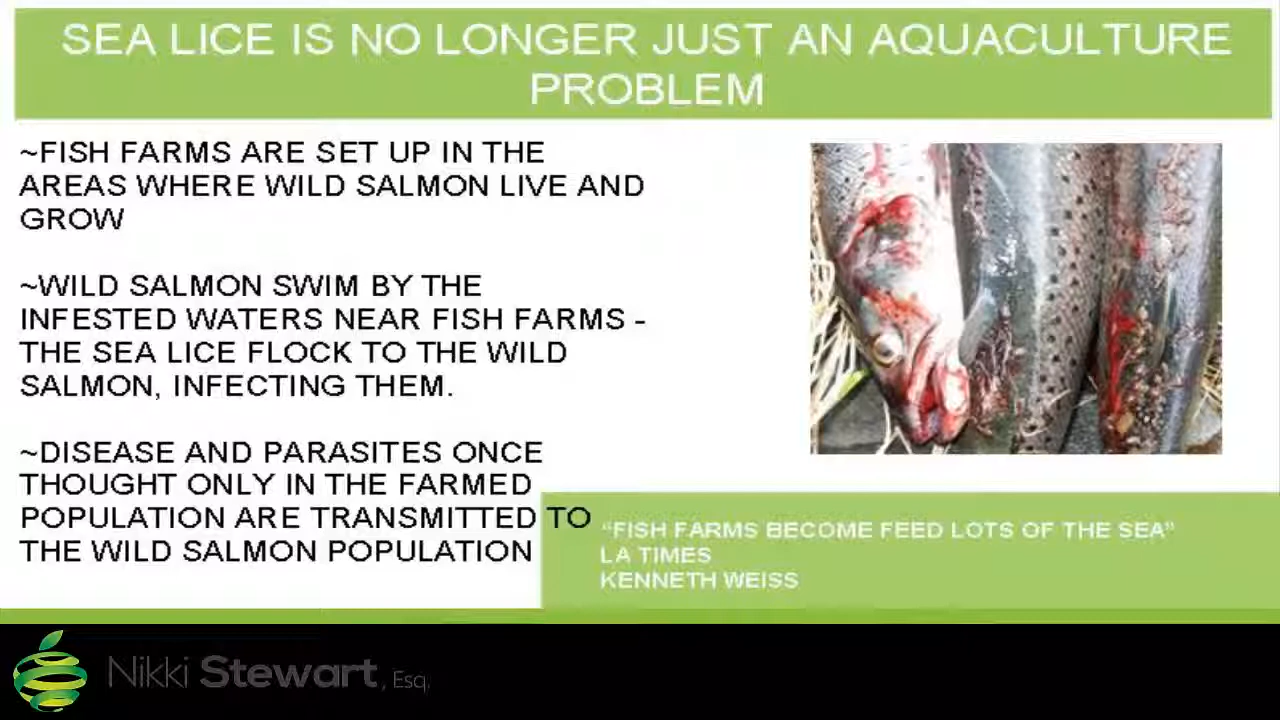 SEA LICE IS NO LONGER JUST AN AQUACULTURE
PROBLEM
~FISH FARMS ARE SET UP IN THE
AREAS WHERE WILD SALMON LIVE AND
GROW
~WILD SALMON SWIM BY THE
INFESTED WATERS NEAR FISH FARMS -
THE SEA LICE FLOCK TO THE WILD
SALMON, INFECTING THEM.
~DISEASE AND PARASITES ONCE
THOUGHT ONLY IN THE FARMED
POPULATION ARE TRANSMITTED TO
THE WILD SALMON POPULATION
“FISH FARMS BECOME FEED LOTS OF THE SEA”
LA TIMES
KENNETH WEISS
Nikki Stewart, Esq.